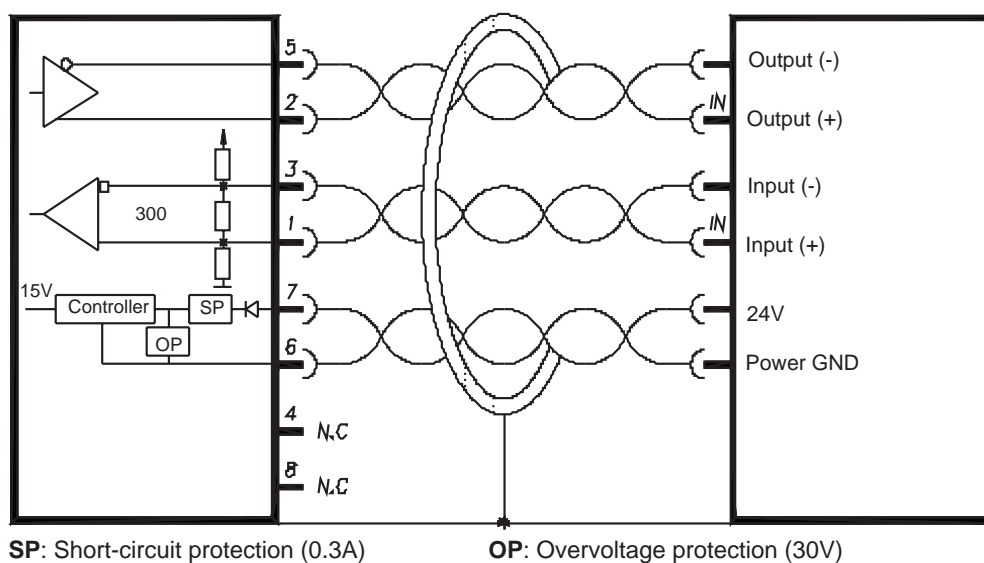 5
Output (-)
2
IN
Output (+)
3
Input (-)
300
1
IN
Input (+)
15V
Controller
SP
7
24V
OP
6
Power GND
4
N.C
8
N.C
SP: Short-circuit protection (0.3A)
OP: Overvoltage protection (30V)